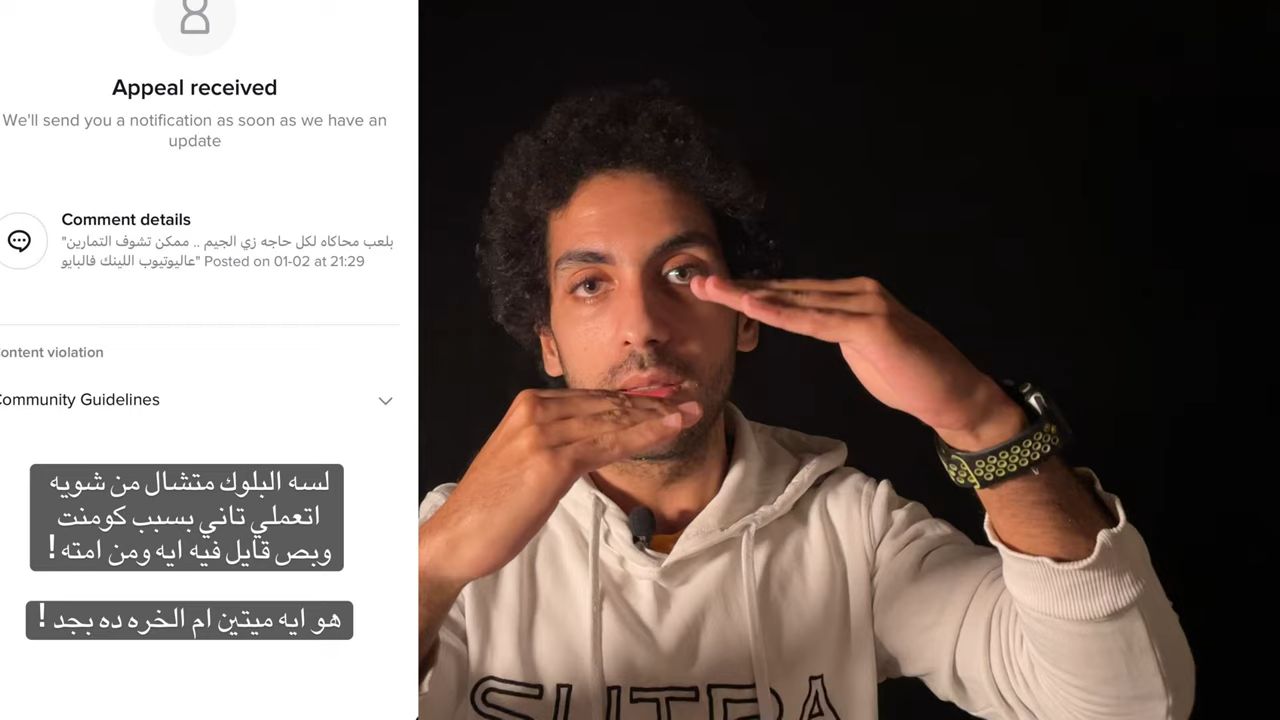 Appeal received
We'll send you a notification as soon as we have an
update
Comment details
"بلعب محاكاه لكل حاجه زي الجيم .. ممكن تشوف التمارين
عاليوتيوب اللينك فالبايو" Posted on 01-02 at 21:29
ontent violation
Community Guidelines
لسه البلوك متشال من شويه
اتعملي تاني بسبب كومنت
وبص قايل فيه ايه ومن امته !
هو ايه ميتين ام الخره ده بجد !
SUTRA